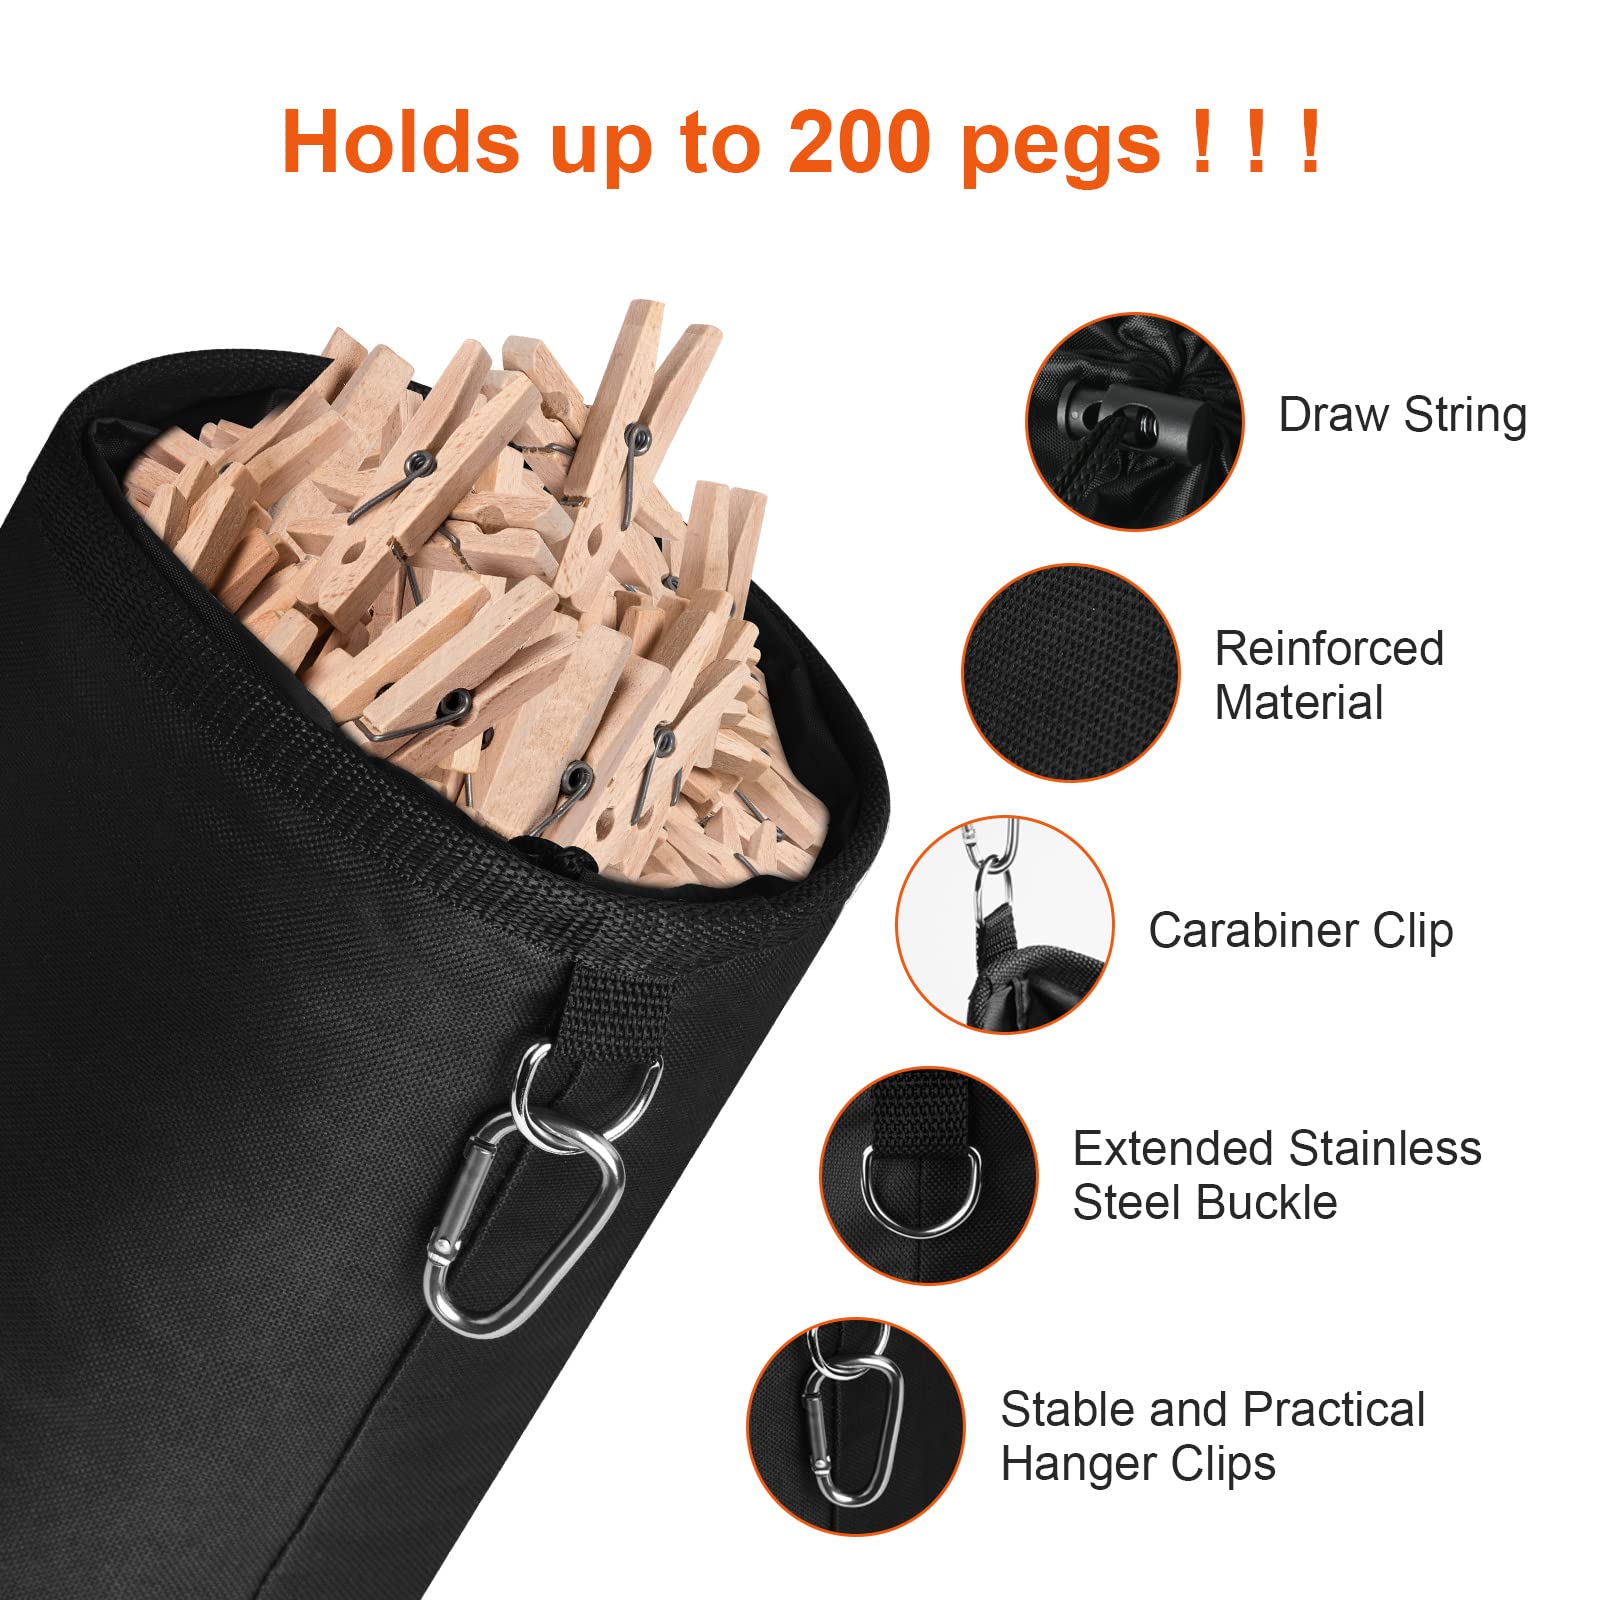 Holds up to 200 pegs ! ! !
Draw String
Reinforced
Material
Carabiner Clip
Extended Stainless
Steel Buckle
Stable and Practical
Hanger Clips